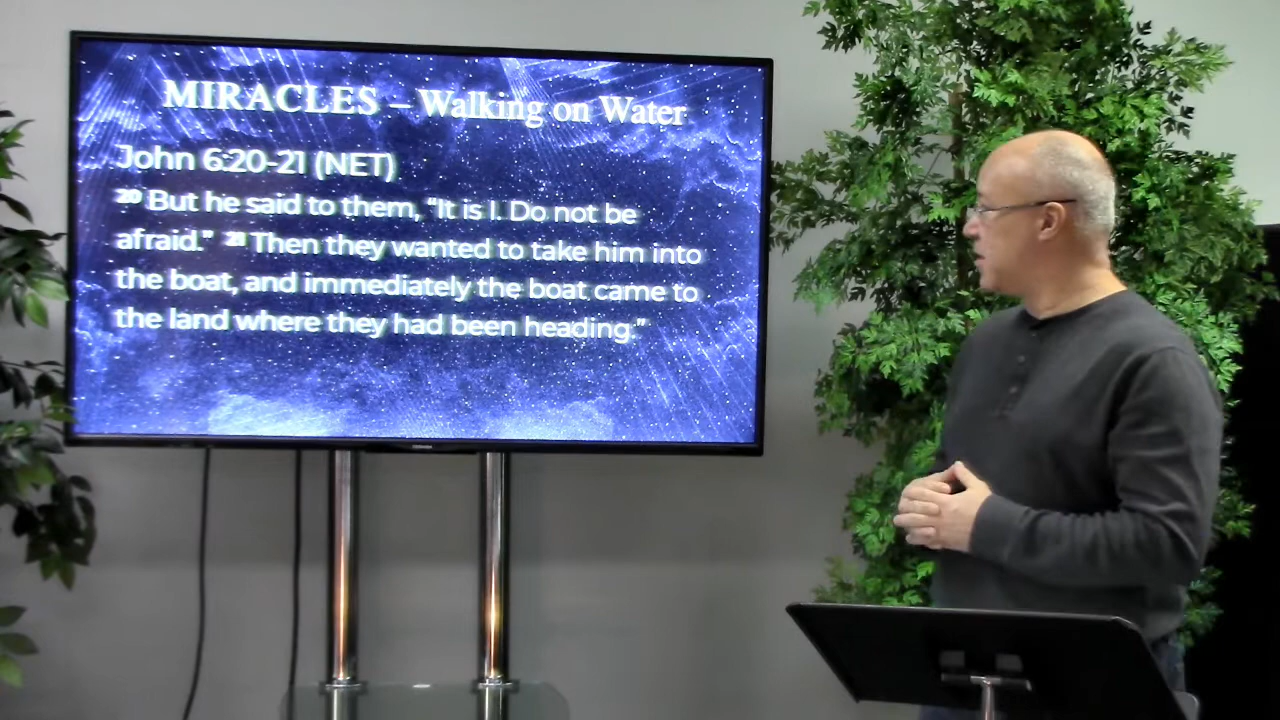 MIRACLES – Walking on Water
John 6:20-21 (NET)
20 But he said to them, “It is I. Do not be
afraid.” 21 Then they wanted to take him into
the boat, and immediately the boat came to
the land where they had been heading.”